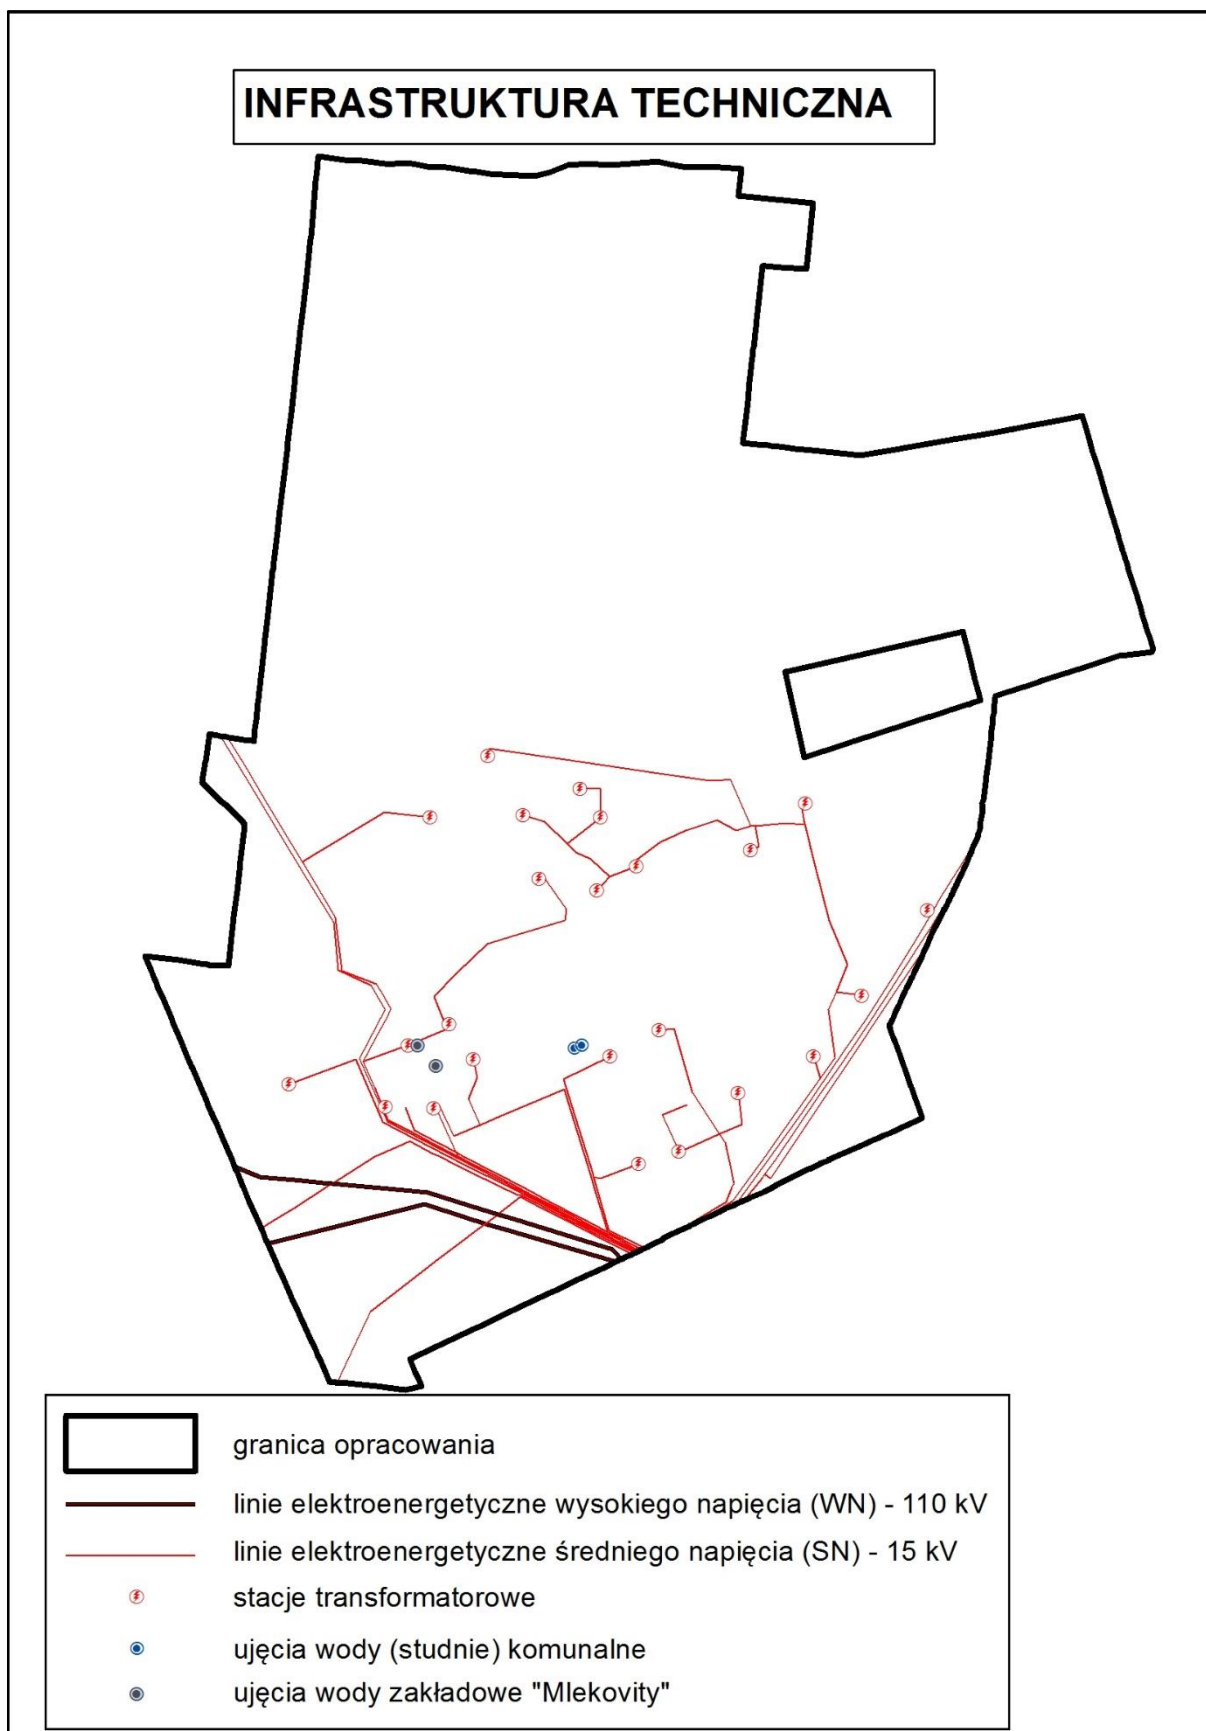 INFRASTRUKTURA TECHNICZNA
granica opracowania
linie elektroenergetyczne wysokiego napięcia (WN) - 110 kV
linie elektroenergetyczne średniego napięcia (SN) - 15 kV
stacje transformatorowe
ujęcia wody (studnie) komunalne
ujęcia wody zakładowe "Mlekovity"